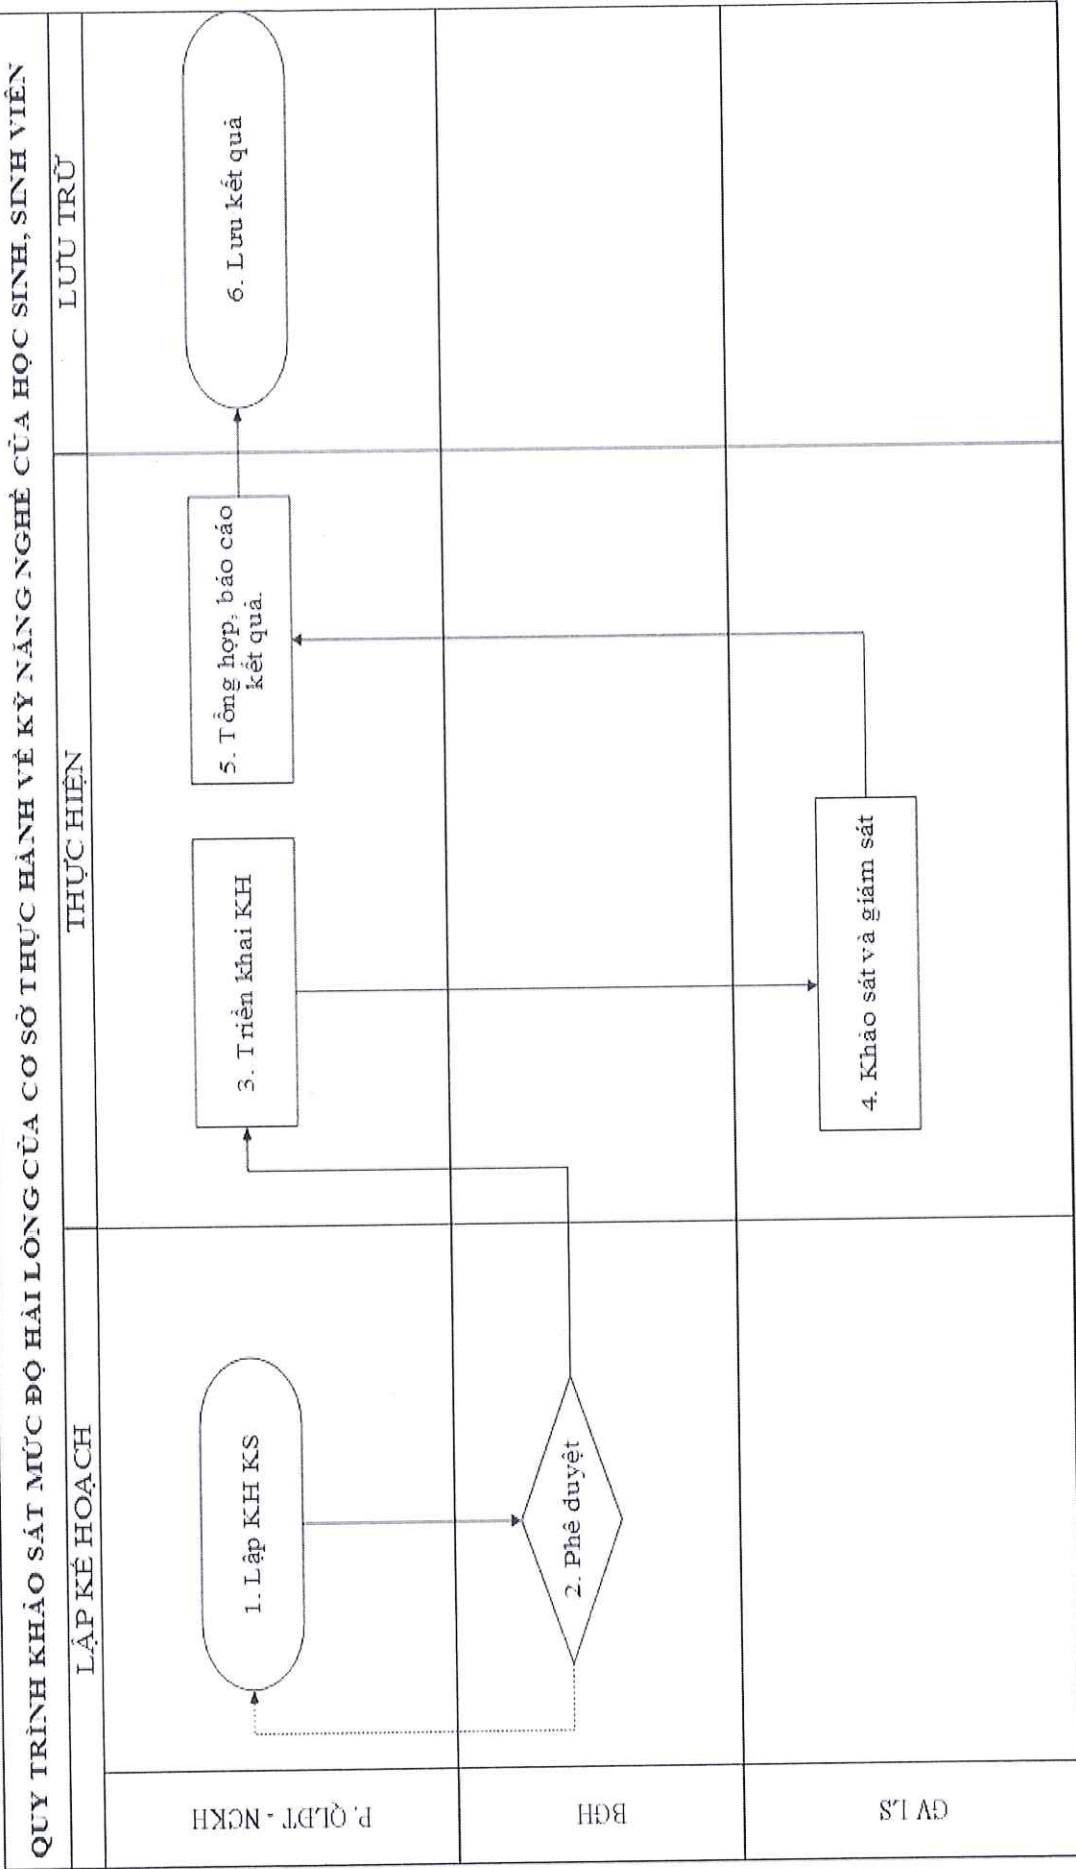 QUY TRÌNH KHẢO SÁT MỨC ĐỘ HÀI LÒNG CỦA CƠ SỞ THỰC HÀNH VỀ KỸ NĂNG NGHỀ CỦA HỌC SINH, SINH VIÊN
LẬP KẾ HOẠCH
THỰC HIỆN
LƯU TRỮ
P. QLĐT - NCKH
1. Lập KH KS
3. Triển khai KH
5. Tổng hợp, báo cáo
kết quả.
6. Lưu kết quả
BGH
2. Phê duyệt
GV LS
4. Khảo sát và giám sát